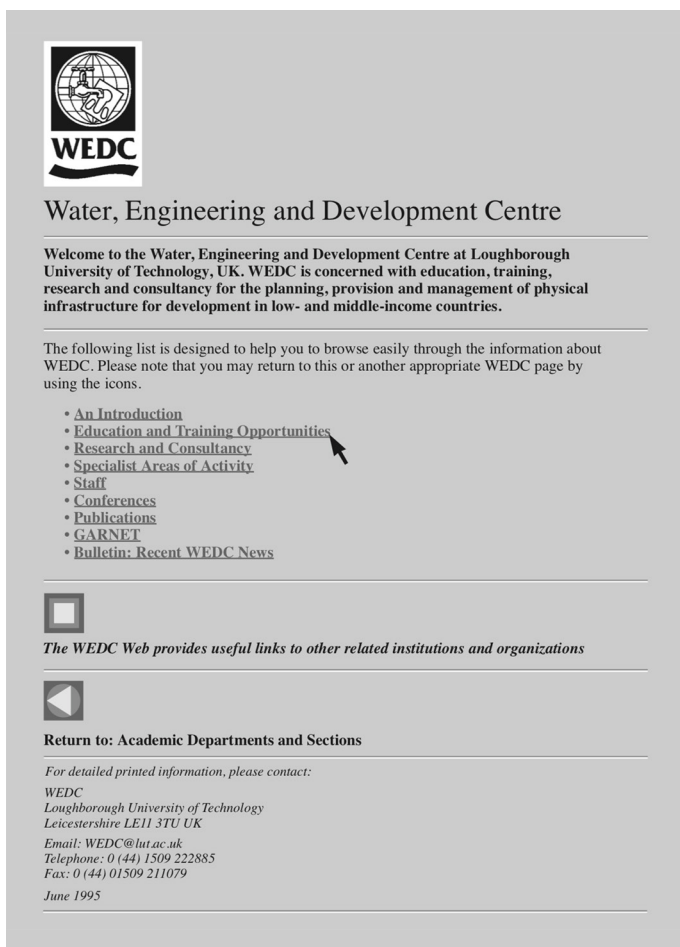 WEDC
Water, Engineering and Development Centre
Welcome to the Water, Engineering and Development Centre at Loughborough
University of Technology, UK. WEDC is concerned with education, training,
research and consultancy for the planning, provision and management of physical
infrastructure for development in low- and middle-income countries.
The following list is designed to help you to browse easily through the information about
WEDC. Please note that you may return to this or another appropriate WEDC page by
using the icons.
• An Introduction
• Education and Training Opportunities
• Research and Consultancy
• Specialist Areas of Activity
• Staff
• Conferences
• Publications
• GARNET
• Bulletin: Recent WEDC News
The WEDC Web provides useful links to other related institutions and organizations
Return to: Academic Departments and Sections
For detailed printed information, please contact:
WEDC
Loughborough University of Technology
Leicestershire LE11 3TU UK
Email: WEDC@lut.ac.uk
Telephone: 0 (44) 1509 222885
Fax: 0 (44) 01509 211079
June 1995